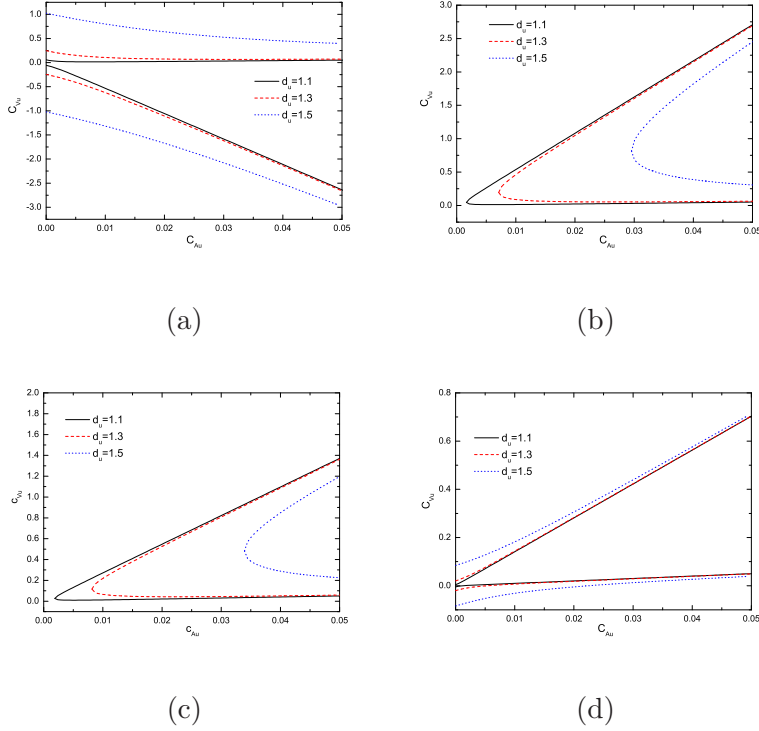 1.0
0.5
0.0
-0.5
-1.0
-1.5
-2.0
-2.5
-3.0
C_Vu
0.00 0.01 0.02 0.03 0.04 0.05
C_Au
d_u=1.1
d_u=1.3
d_u=1.5
(a)
3.0
2.5
2.0
1.5
1.0
0.5
0.0
C_Vu
0.00 0.01 0.02 0.03 0.04 0.05
C_Au
d_u=1.1
d_u=1.3
d_u=1.5
(b)
2.0
1.8
1.6
1.4
1.2
1.0
0.8
0.6
0.4
0.2
0.0
c_Vu
0.00 0.01 0.02 0.03 0.04 0.05
c_Au
d_u=1.1
d_u=1.3
d_u=1.5
(c)
0.8
0.6
0.4
0.2
0.0
C_Vu
0.00 0.01 0.02 0.03 0.04 0.05
C_Au
d_u=1.1
d_u=1.3
d_u=1.5
(d)